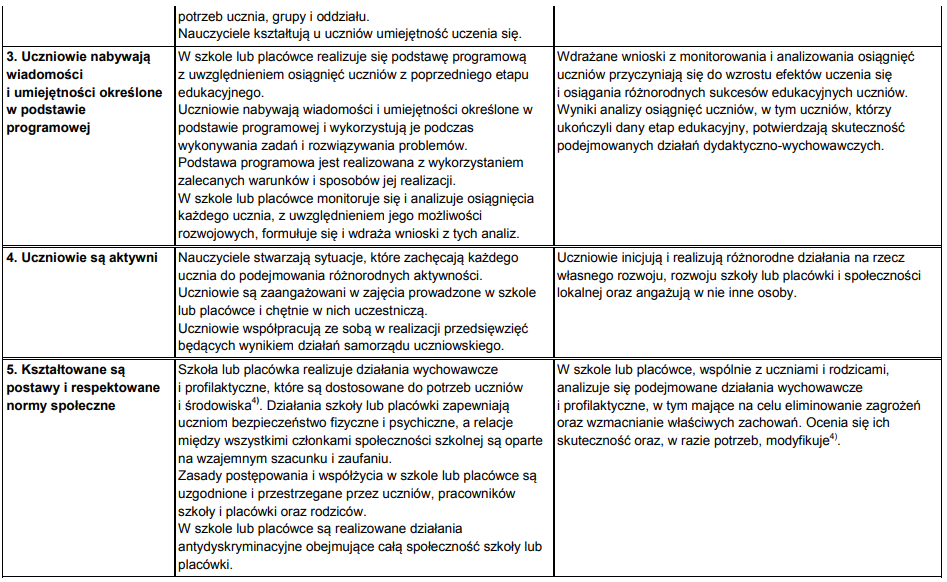 potrzeb ucznia, grupy i oddziału.
Nauczyciele kształtują u uczniów umiejętność uczenia się.
3. Uczniowie nabywają
wiadomości
i umiejętności określone
w podstawie
programowej
W szkole lub placówce realizuje się podstawę programową
z uwzględnieniem osiągnięć uczniów z poprzedniego etapu
edukacyjnego.
Uczniowie nabywają wiadomości i umiejętności określone w
podstawie programowej i wykorzystują je podczas
wykonywania zadań i rozwiązywania problemów.
Podstawa programowa jest realizowana z wykorzystaniem
zalecanych warunków i sposobów jej realizacji.
W szkole lub placówce monitoruje się i analizuje osiągnięcia
każdego ucznia, z uwzględnieniem jego możliwości
rozwojowych, formułuje się i wdraża wnioski z tych analiz.
Wdrażane wnioski z monitorowania i analizowania osiągnięć
uczniów przyczyniają się do wzrostu efektów uczenia się
i osiągania różnorodnych sukcesów edukacyjnych uczniów.
Wyniki analizy osiągnięć uczniów, w tym uczniów, którzy
ukończyli dany etap edukacyjny, potwierdzają skuteczność
podejmowanych działań dydaktyczno-wychowawczych.
4. Uczniowie są aktywni
Nauczyciele stwarzają sytuacje, które zachęcają każdego
ucznia do podejmowania różnorodnych aktywności.
Uczniowie są zaangażowani w zajęcia prowadzone w szkole
lub placówce i chętnie w nich uczestniczą.
Uczniowie współpracują ze sobą w realizacji przedsięwzięć
będących wynikiem działań samorządu uczniowskiego.
Uczniowie inicjują i realizują różnorodne działania na rzecz
własnego rozwoju, rozwoju szkoły lub placówki i społeczności
lokalnej oraz angażują w nie inne osoby.
5. Kształtowane są
postawy i respektowane
normy społeczne
Szkoła lub placówka realizuje działania wychowawcze
i profilaktyczne, które są dostosowane do potrzeb uczniów
i środowiska4). Działania szkoły lub placówki zapewniają
uczniom bezpieczeństwo fizyczne i psychiczne, a relacje
między wszystkimi członkami społeczności szkolnej są oparte
na wzajemnym szacunku i zaufaniu.
Zasady postępowania i współżycia w szkole lub placówce są
uzgodnione i przestrzegane przez uczniów, pracowników
szkoły i placówki oraz rodziców.
W szkole lub placówce są realizowane działania
antydyskryminacyjne obejmujące całą społeczność szkoły lub
placówki.
W szkole lub placówce, wspólnie z uczniami i rodzicami,
analizuje się podejmowane działania wychowawcze
i profilaktyczne, w tym mające na celu eliminowanie zagrożeń
oraz wzmacnianie właściwych zachowań. Ocenia się ich
skuteczność oraz, w razie potrzeb, modyfikuje4).